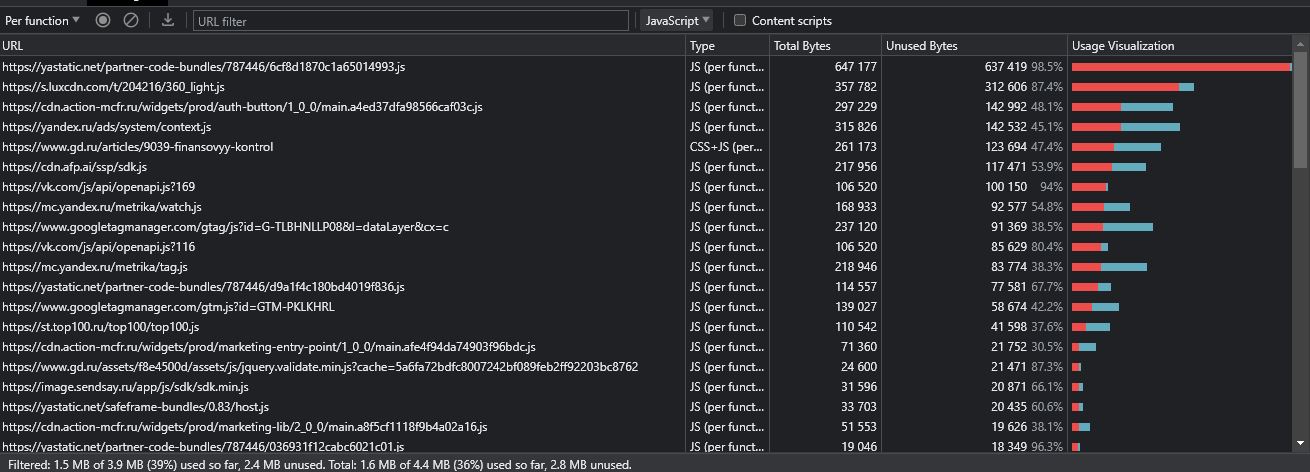 Per function URL filter JavaScript Content scripts
URL Type Total Bytes Unused Bytes Usage Visualization
https://yastatic.net/partner-code-bundles/787446/6cf8d1870c1a65014993.js JS (per funct... 647 177 637 419 98.5%
https://s.luxcdn.com/t/204216/360_light.js JS (per funct... 357 782 312 606 87.4%
https://cdn.action-mcfr.ru/widgets/prod/auth-button/1_0_0/main.a4ed37dfa98566caf03c.js JS (per funct... 297 229 142 992 48.1%
https://yandex.ru/ads/system/context.js JS (per funct... 315 826 142 532 45.1%
https://www.gd.ru/articles/9039-finansovyy-kontrol CSS+JS (per... 261 173 123 694 47.4%
https://cdn.afp.ai/ssp/sdk.js JS (per funct... 217 956 117 471 53.9%
https://vk.com/js/api/openapi.js?169 JS (per funct... 106 520 100 150 94%
https://mc.yandex.ru/metrika/watch.js JS (per funct... 168 933 92 577 54.8%
https://www.googletagmanager.com/gtag/js?id=G-TLBHNLLP08&l=dataLayer&cx=c JS (per funct... 237 120 91 369 38.5%
https://vk.com/js/api/openapi.js?116 JS (per funct... 106 520 85 629 80.4%
https://mc.yandex.ru/metrika/tag.js JS (per funct... 218 946 83 774 38.3%
https://yastatic.net/partner-code-bundles/787446/d9a1f4c180bd4019f836.js JS (per funct... 114 557 77 581 67.7%
https://www.googletagmanager.com/gtm.js?id=GTM-PKLKHRL JS (per funct... 139 027 58 674 42.2%
https://st.top100.ru/top100/top100.js JS (per funct... 110 542 41 598 37.6%
https://cdn.action-mcfr.ru/widgets/prod/marketing-entry-point/1_0_0/main.afe4f94da74903f96bdc.js JS (per funct... 71 360 21 752 30.5%
https://www.gd.ru/assets/f8e4500d/assets/js/jquery.validate.min.js?cache=5a6fa72bdfc8007242bf089feb2ff92203bc8762 JS (per funct... 24 600 21 471 87.3%
https://image.sendsay.ru/app/js/sdk/sdk.min.js JS (per funct... 31 596 20 871 66.1%
https://yastatic.net/safeframe-bundles/0.83/host.js JS (per funct... 33 703 20 435 60.6%
https://cdn.action-mcfr.ru/widgets/prod/marketing-lib/2_0_0/main.a8f5cf1118f9b4a02a16.js JS (per funct... 51 553 19 626 38.1%
https://yastatic.net/partner-code-bundles/787446/036931f12cabc6021c01.js JS (per funct... 19 046 18 349 96.3%
Filtered: 1.5 MB of 3.9 MB (39%) used so far, 2.4 MB unused. Total: 1.6 MB of 4.4 MB (36%) used so far, 2.8 MB unused.